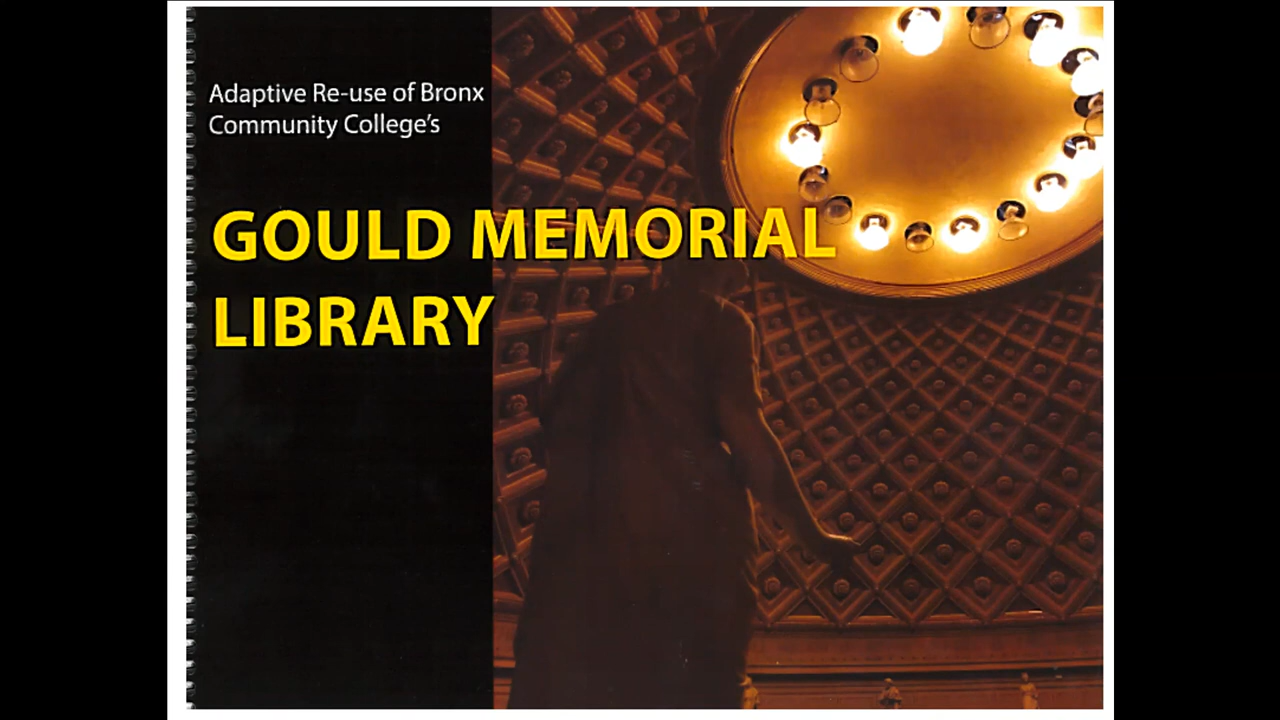 Adaptive Re-use of Bronx
Community College's
GOULD MEMORIAL
LIBRARY